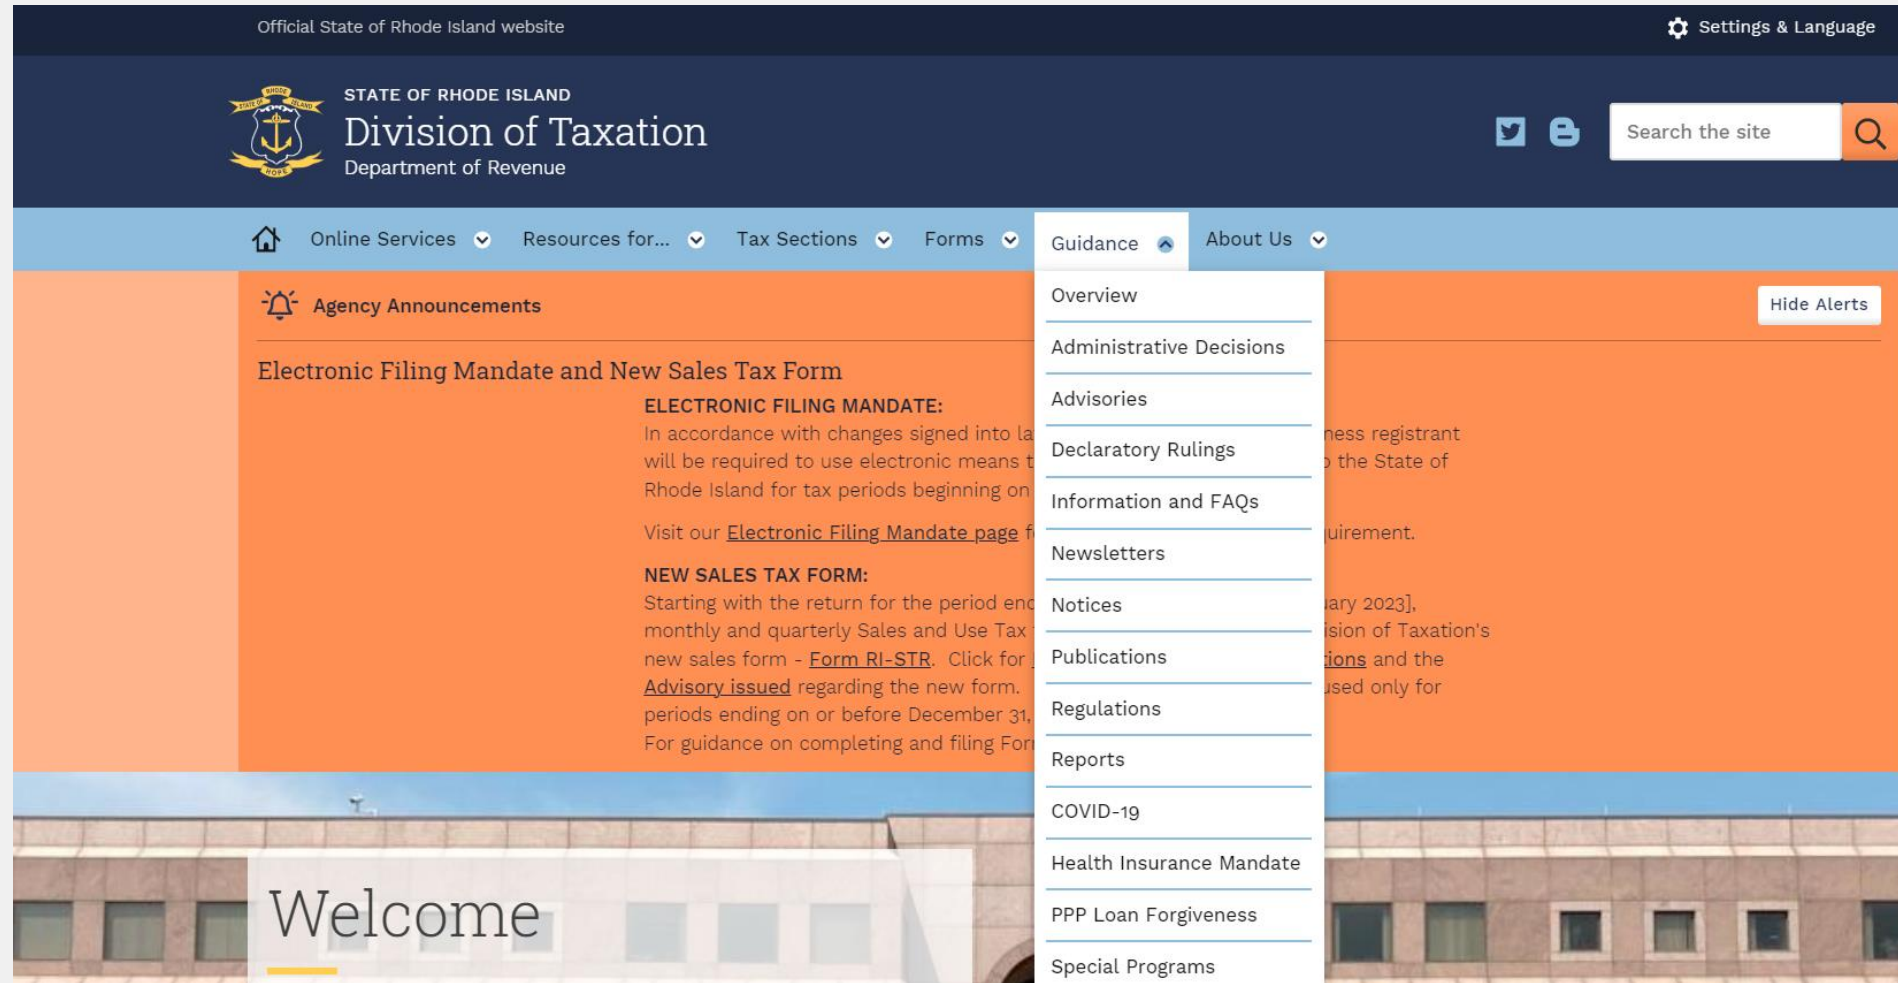 Official State of Rhode Island website
Settings & Language
STATE OF RHODE ISLAND
Division of Taxation
Department of Revenue
Search the site
Online Services
Resources for...
Tax Sections
Forms
Guidance
About Us
Overview
Administrative Decisions
Advisories
Declaratory Rulings
Information and FAQs
Newsletters
Notices
Publications
Regulations
Reports
COVID-19
Health Insurance Mandate
PPP Loan Forgiveness
Special Programs
Agency Announcements
Hide Alerts
Electronic Filing Mandate and New Sales Tax Form
ELECTRONIC FILING MANDATE:
In accordance with changes signed into registrant
will be required to use electronic means the State of
Rhode Island for tax periods beginning on
Visit our Electronic Filing Mandate page
NEW SALES TAX FORM:
Starting with the return for the period 2023],
monthly and quarterly Sales and Use Tax of Taxation's
new sales form - Form RI-STR. Click for and the
Advisory issued regarding the new form. used only for
periods ending on or before December 31,
For guidance on completing and filing
Welcome